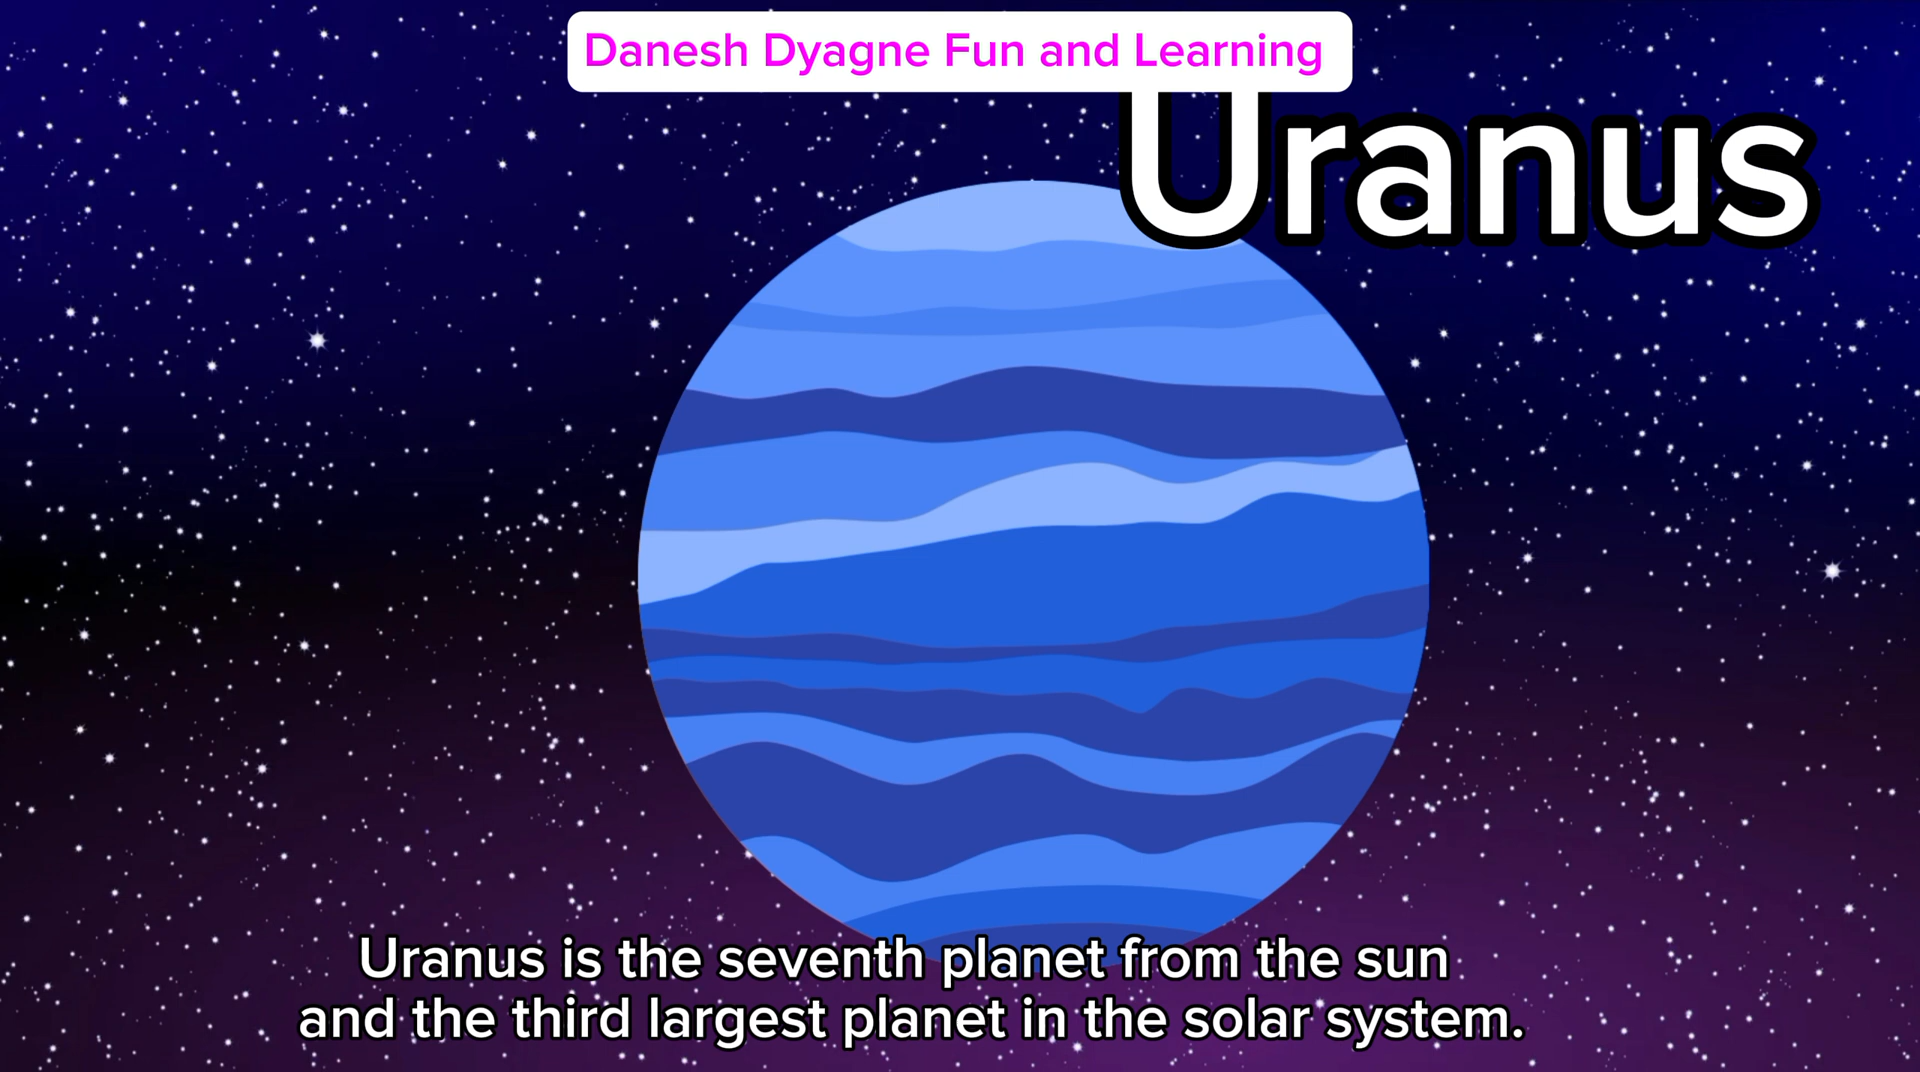 Danesh Dyagne Fun and Learning
Uranus
Uranus is the seventh planet from the sun
and the third largest planet in the solar system.